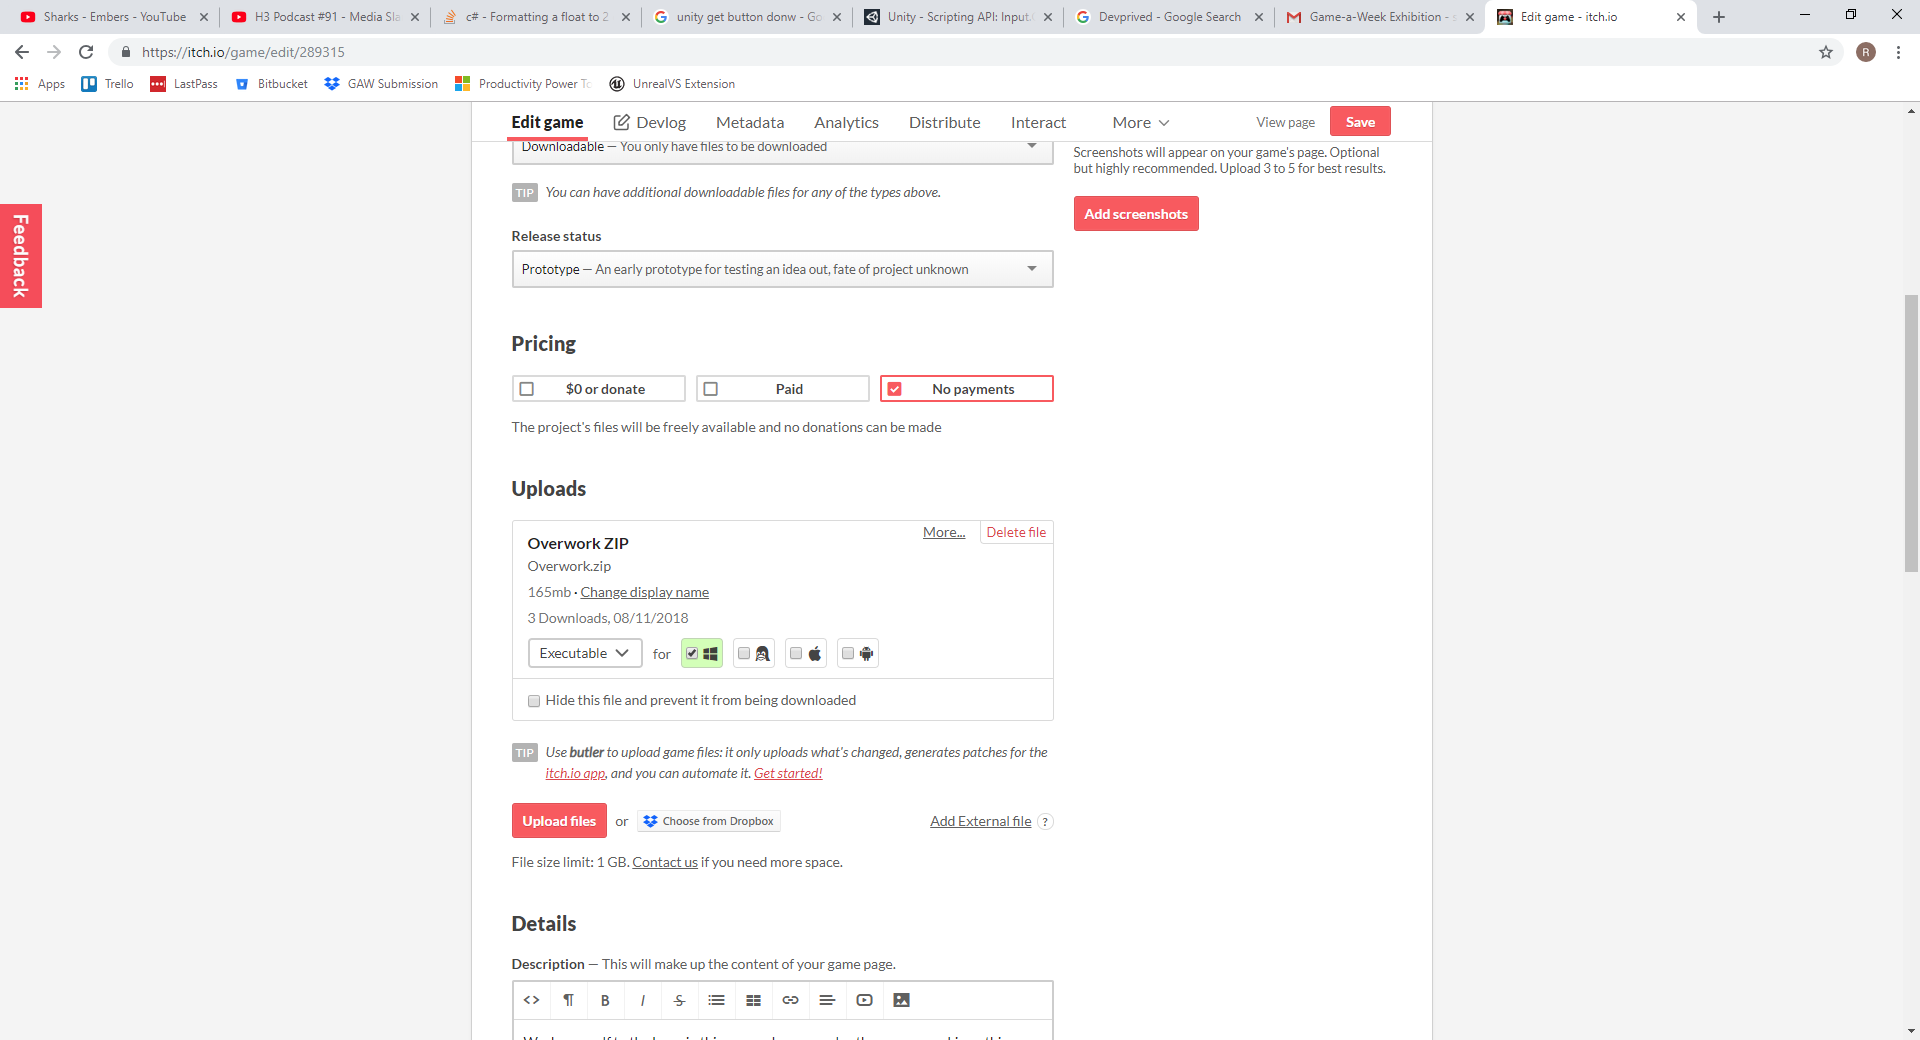 Sharks - Embers - YouTube
H3 Podcast #91 - Media Sla
c# - Formatting a float to 2
unity get button donw - Go
Unity - Scripting API: Input.
Devprived - Google Search
Game-a-Week Exhibition - s
Edit game - itch.io
https://itch.io/game/edit/289315
R
Apps
Trello
LastPass
Bitbucket
GAW Submission
Productivity Power To
UnrealVS Extension
Edit game
Devlog
Metadata
Analytics
Distribute
Interact
More
View page
Save
Downloadable — You only have files to be downloaded
TIP You can have additional downloadable files for any of the types above.
Screenshots will appear on your game's page. Optional
but highly recommended. Upload 3 to 5 for best results.
Add screenshots
Feedback
Release status
Prototype — An early prototype for testing an idea out, fate of project unknown
Pricing
$0 or donate
Paid
No payments
The project's files will be freely available and no donations can be made
Uploads
Overwork ZIP
More...
Delete file
Overwork.zip
165mb · Change display name
3 Downloads, 08/11/2018
Executable for
Hide this file and prevent it from being downloaded
TIP Use butler to upload game files: it only uploads what's changed, generates patches for the
itch.io app, and you can automate it. Get started!
Upload files or Choose from Dropbox
Add External file ?
File size limit: 1 GB. Contact us if you need more space.
Details
Description — This will make up the content of your game page.
<> ¶ B I S